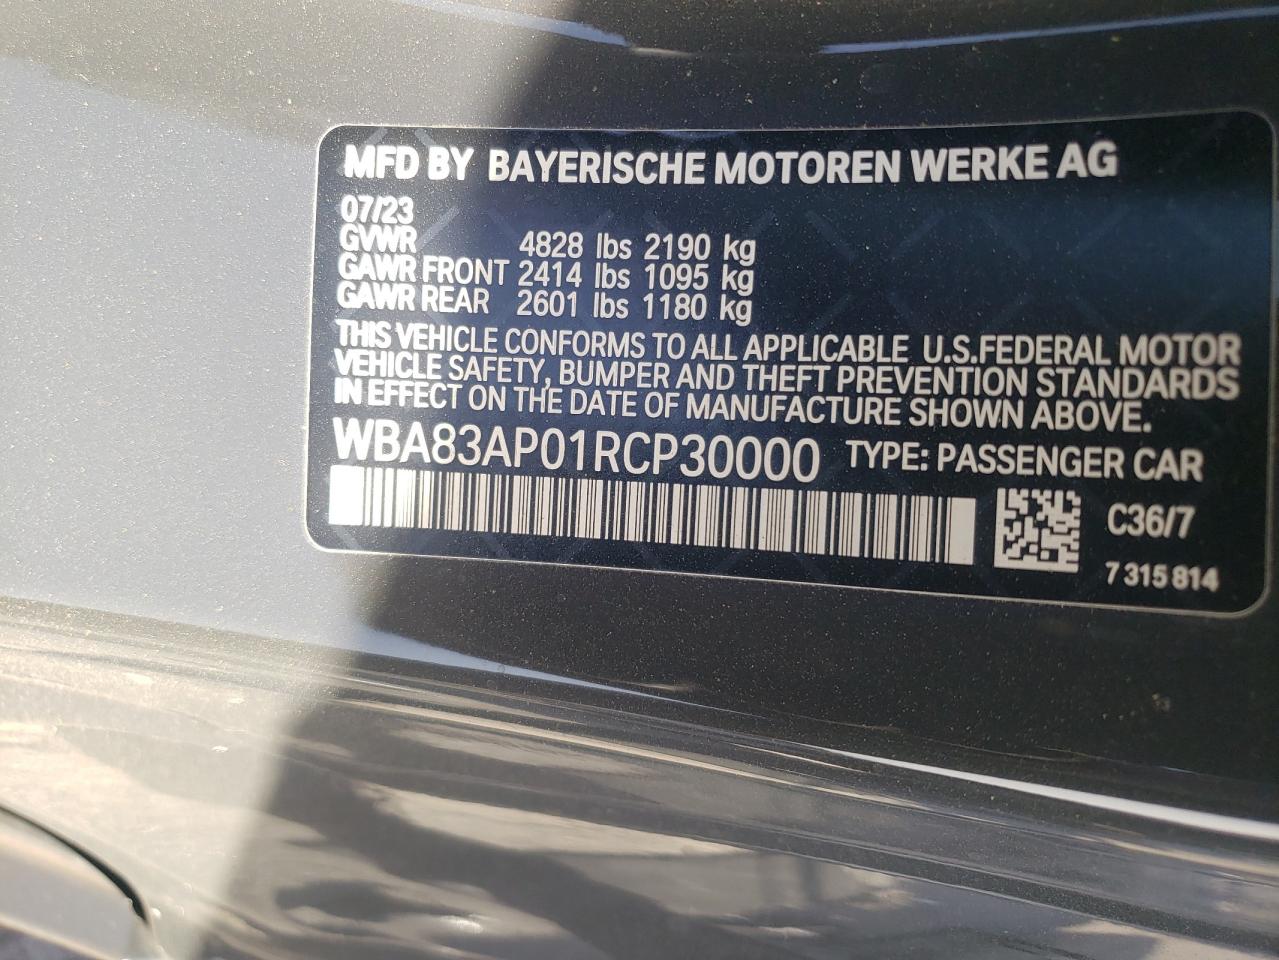 MFD BY BAYERISCHE MOTOREN WERKE AG
07/23
GVWR 4828 lbs 2190 kg
GAWR FRONT 2414 lbs 1095 kg
GAWR REAR 2601 lbs 1180 kg
THIS VEHICLE CONFORMS TO ALL APPLICABLE U.S.FEDERAL MOTOR
VEHICLE SAFETY, BUMPER AND THEFT PREVENTION STANDARDS
IN EFFECT ON THE DATE OF MANUFACTURE SHOWN ABOVE.
WBA83AP01RCP30000 TYPE: PASSENGER CAR
C36/7
7 315 814